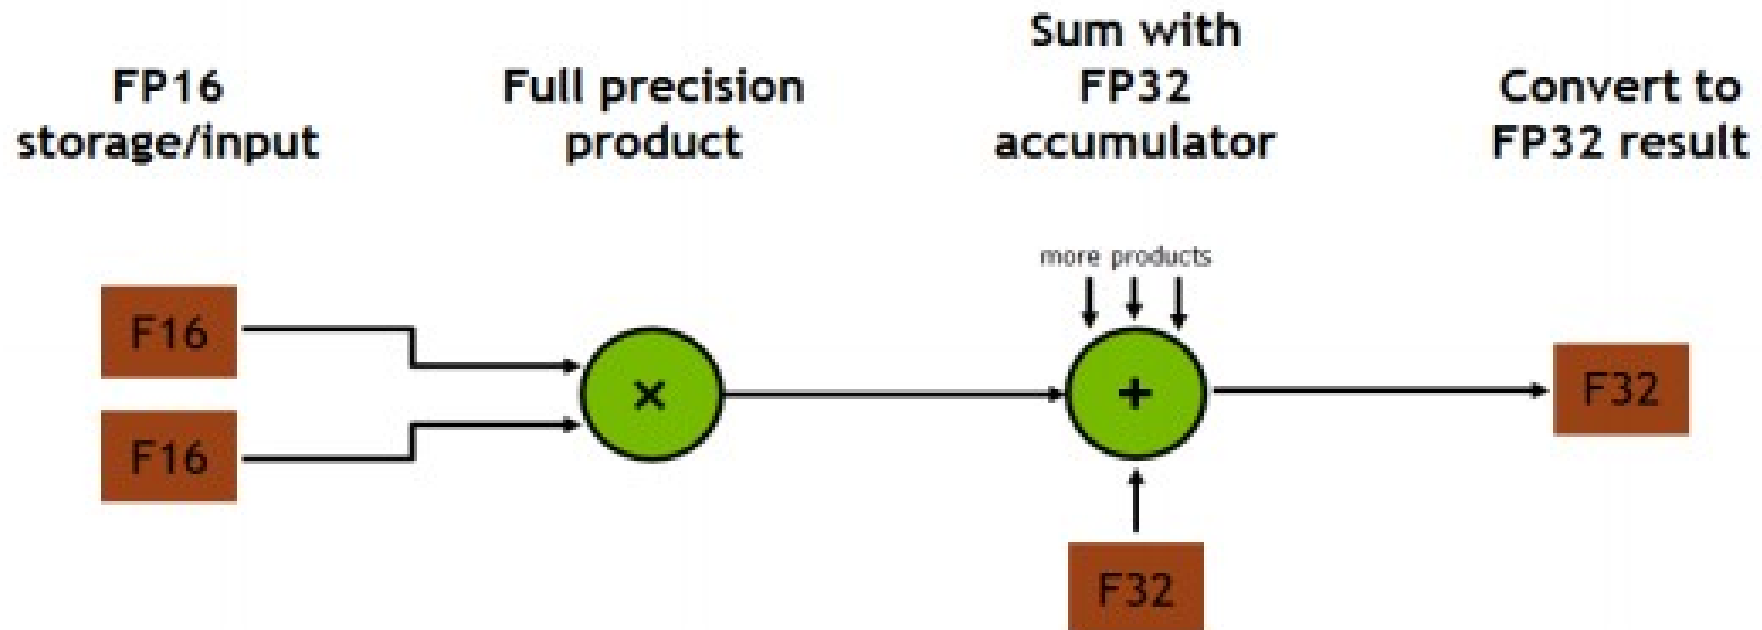 FP16
storage/input
Full precision
product
Sum with
FP32
accumulator
Convert to
FP32 result
more products
F16
F16
×
+
F32
F32